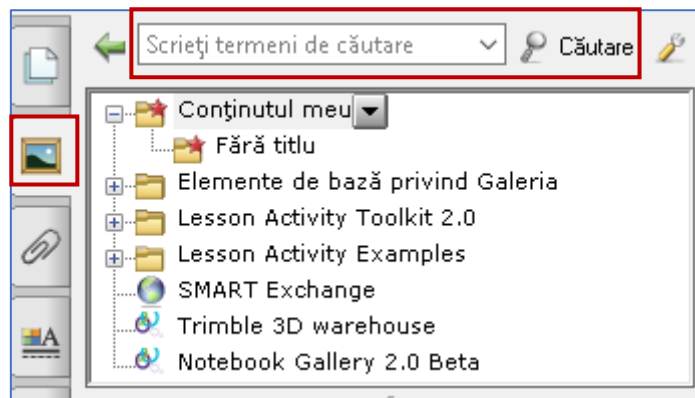 Scrieţi termeni de căutare Căutare
Conţinutul meu
Fără titlu
Elemente de bază privind Galeria
Lesson Activity Toolkit 2.0
Lesson Activity Examples
SMART Exchange
Trimble 3D warehouse
Notebook Gallery 2.0 Beta
A